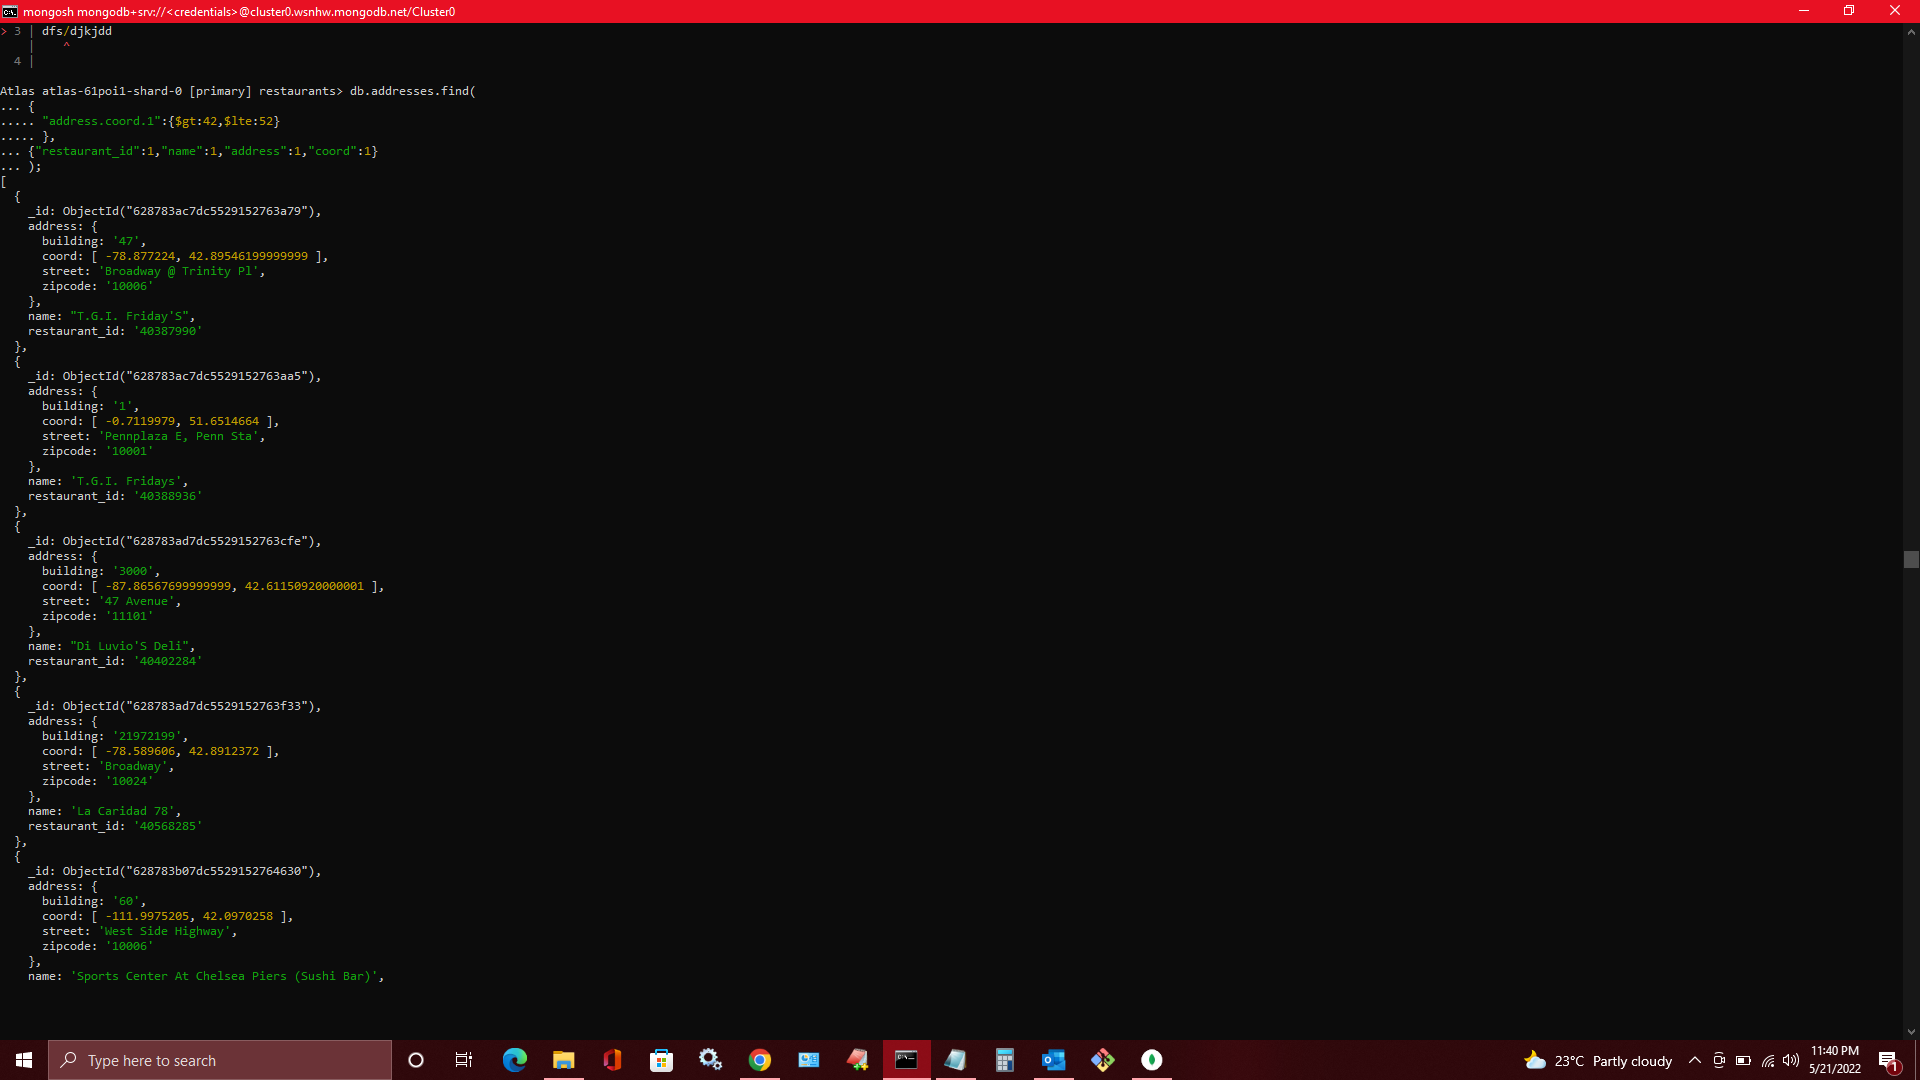 mongosh mongodb+srv://<credentials>@cluster0.wsnhw.mongodb.net/Cluster0
> 3 | dfs/djkjdd
| ^
4 |
Atlas atlas-61poi1-shard-0 [primary] restaurants> db.addresses.find(
... {
..... "address.coord.1":{$gt:42,$lte:52}
..... },
... {"restaurant_id":1,"name":1,"address":1,"coord":1}
... );
[
{
_id: ObjectId("628783ac7dc5529152763a79"),
address: {
building: '47',
coord: [ -78.877224, 42.89546199999999 ],
street: 'Broadway @ Trinity Pl',
zipcode: '10006'
},
name: "T.G.I. Friday'S",
restaurant_id: '40387990'
},
{
_id: ObjectId("628783ac7dc5529152763aa5"),
address: {
building: '1',
coord: [ -0.7119979, 51.6514664 ],
street: 'Pennplaza E, Penn Sta',
zipcode: '10001'
},
name: 'T.G.I. Fridays',
restaurant_id: '40388936'
},
{
_id: ObjectId("628783ad7dc5529152763cfe"),
address: {
building: '3000',
coord: [ -87.86567699999999, 42.61150920000001 ],
street: '47 Avenue',
zipcode: '11101'
},
name: "Di Luvio'S Deli",
restaurant_id: '40402284'
},
{
_id: ObjectId("628783ad7dc5529152763f33"),
address: {
building: '21972199',
coord: [ -78.589606, 42.8912372 ],
street: 'Broadway',
zipcode: '10024'
},
name: 'La Caridad 78',
restaurant_id: '40568285'
},
{
_id: ObjectId("628783b07dc5529152764630"),
address: {
building: '60',
coord: [ -111.9975205, 42.0970258 ],
street: 'West Side Highway',
zipcode: '10006'
},
name: 'Sports Center At Chelsea Piers (Sushi Bar)',
Type here to search
23°C Partly cloudy
11:40 PM
5/21/2022
1